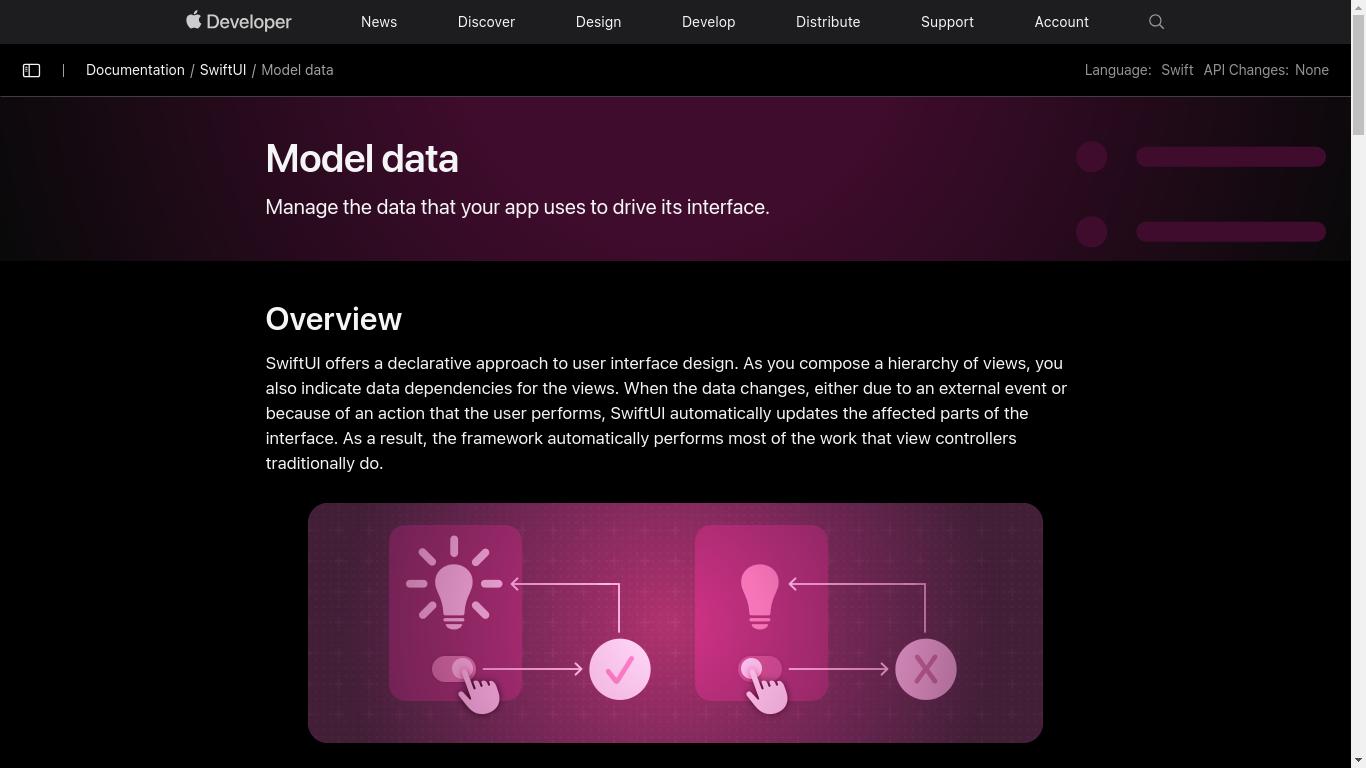 Developer News Discover Design Develop Distribute Support Account
Documentation / SwiftUI / Model data Language: Swift API Changes: None
Model data
Manage the data that your app uses to drive its interface.
Overview
SwiftUI offers a declarative approach to user interface design. As you compose a hierarchy of views, you
also indicate data dependencies for the views. When the data changes, either due to an external event or
because of an action that the user performs, SwiftUI automatically updates the affected parts of the
interface. As a result, the framework automatically performs most of the work that view controllers
traditionally do.